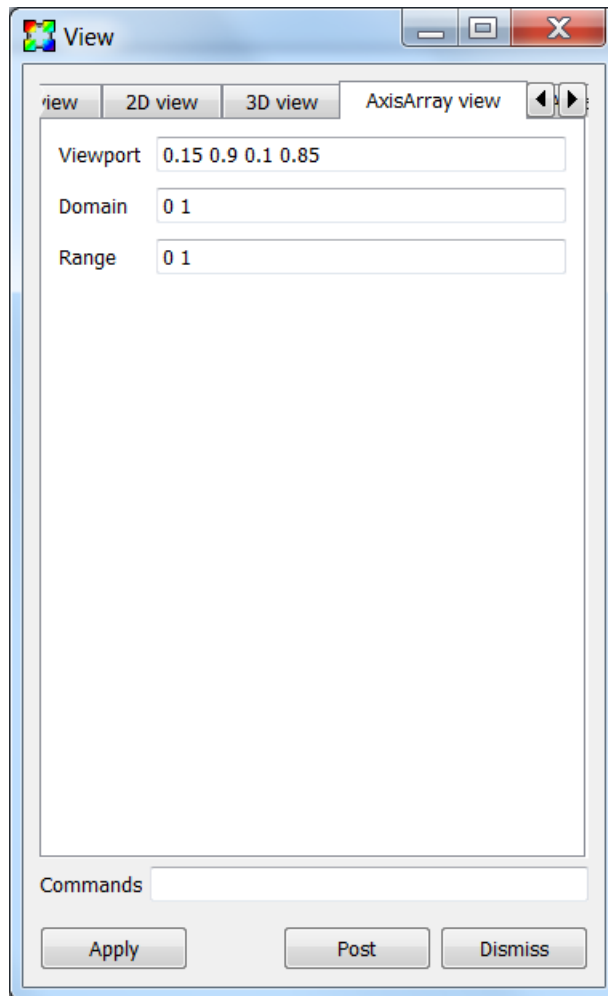 View
view 2D view 3D view AxisArray view
Viewport 0.15 0.9 0.1 0.85
Domain 0 1
Range 0 1
Commands
Apply Post Dismiss